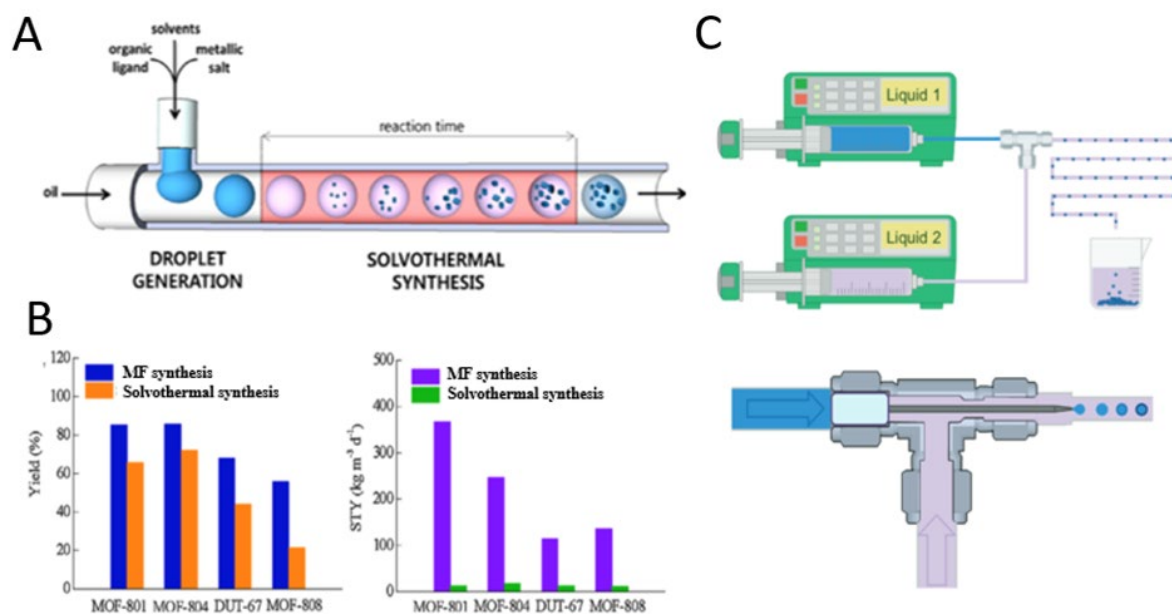 A
solvents
organic
ligand
metallic
salt
reaction time
oil
DROPLET
GENERATION
SOLVOTHERMAL
SYNTHESIS
B
120
100
80
60
40
20
0
Yield (%)
MF synthesis
Solvothermal synthesis
MOF-801 MOF-804 DUT-67 MOF-808
500
400
300
200
100
0
STY (kg m⁻³ d⁻¹)
MF synthesis
Solvothermal synthesis
MOF-801 MOF-804 DUT-67 MOF-808
C
Liquid 1
Liquid 2